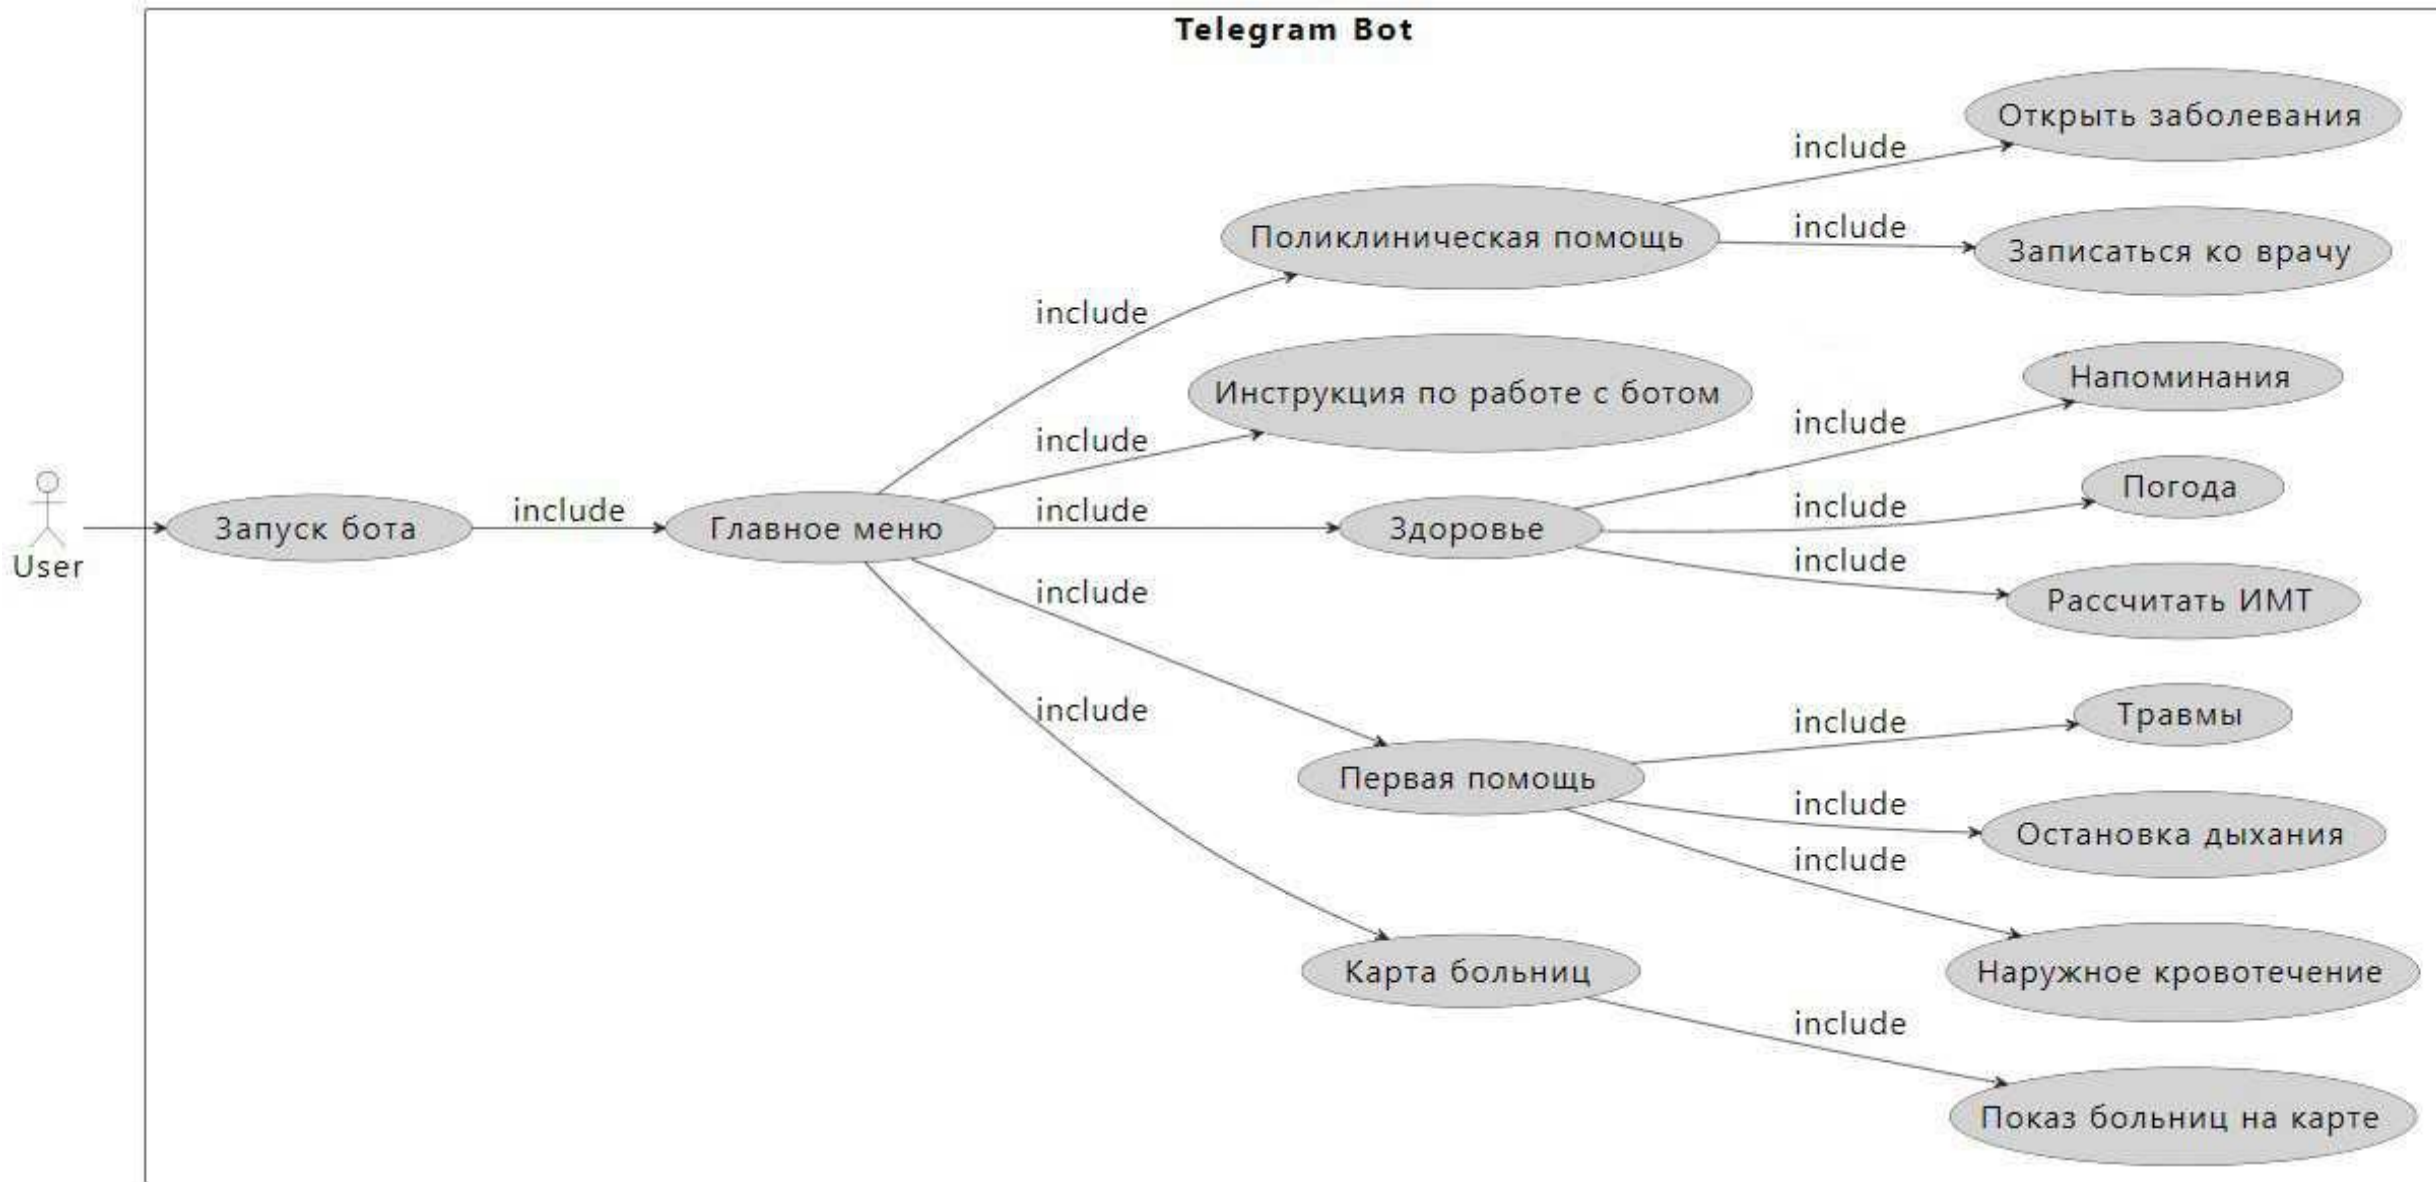 Telegram Bot
Открыть заболевания
include
Поликлиническая помощь
include
Записаться ко врачу
include
Инструкция по работе с ботом
include
Напоминания
include
User
Запуск бота
include
Главное меню
include
Здоровье
include
Погода
include
Рассчитать ИМТ
include
Первая помощь
include
Травмы
include
Остановка дыхания
include
Наружное кровотечение
include
Карта больниц
include
Показ больниц на карте